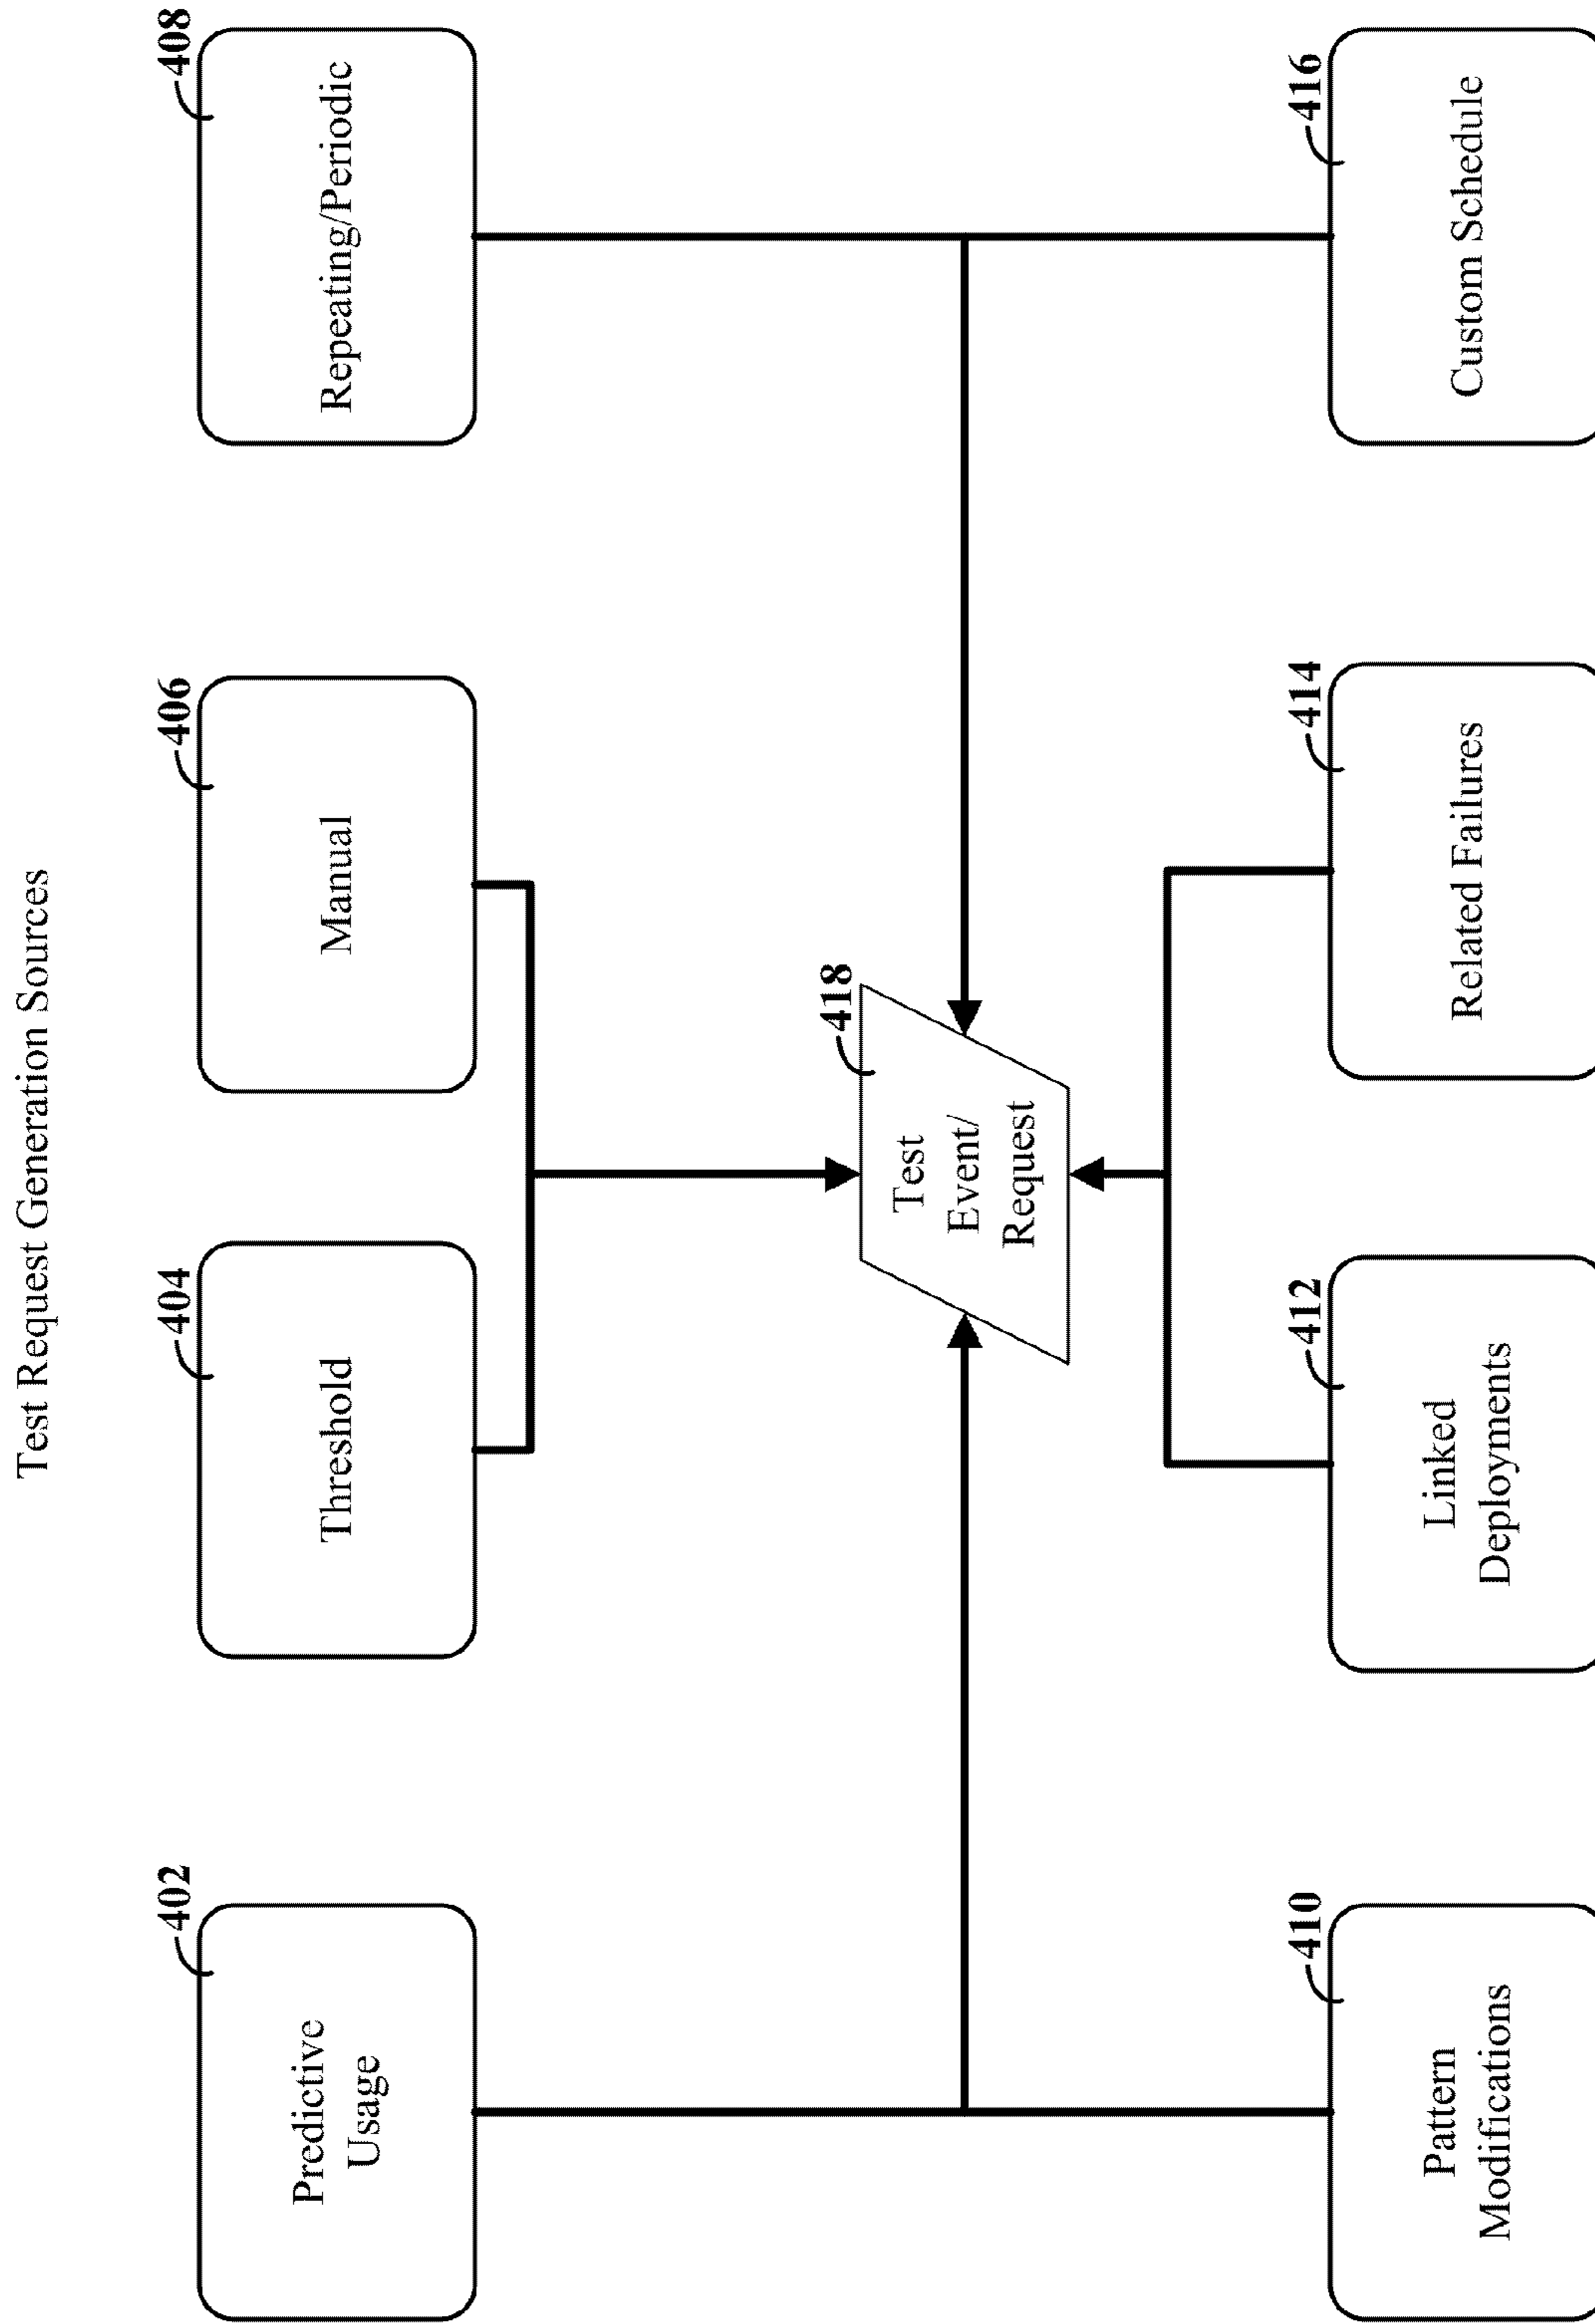 Test Request Generation Sources
402
Predictive
Usage
404
Threshold
406
Manual
408
Repeating/Periodic
418
Test
Event/
Request
410
Pattern
Modifications
412
Linked
Deployments
414
Related Failures
416
Custom Schedule